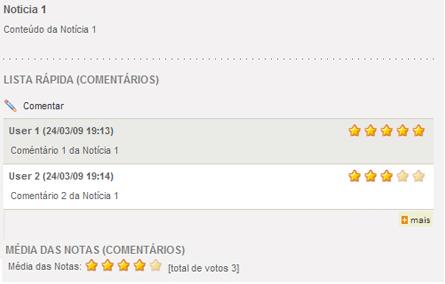 Noticia 1
Conteúdo da Notícia 1
LISTA RÁPIDA (COMENTÁRIOS)
Comentar
User 1 (24/03/09 19:13)
Coméntário 1 da Notícia 1
User 2 (24/03/09 19:14)
Comentário 2 da Notícia 1
mais
MÉDIA DAS NOTAS (COMENTÁRIOS)
Média das Notas: [total de votos 3]